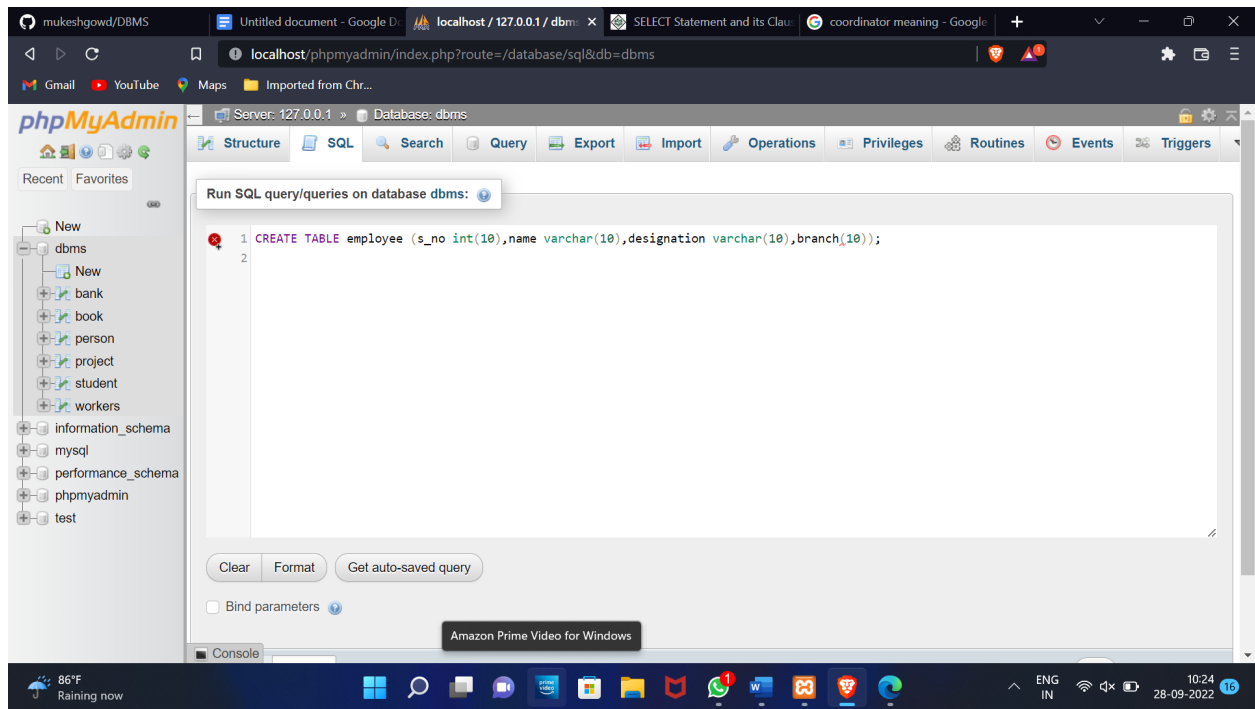 mukeshgowd/DBMS
Untitled document - Google Do
localhost / 127.0.0.1 / dbms
SELECT Statement and its Claus
coordinator meaning - Google
localhost/phpmyadmin/index.php?route=/database/sql&db=dbms
1
Gmail
YouTube
Maps
Imported from Chr...
phpMyAdmin
Recent
Favorites
New
dbms
New
bank
book
person
project
student
workers
information_schema
mysql
performance_schema
phpmyadmin
test
Server: 127.0.0.1 » Database: dbms
Structure
SQL
Search
Query
Export
Import
Operations
Privileges
Routines
Events
Triggers
Run SQL query/queries on database dbms:
1 CREATE TABLE employee (s_no int(10),name varchar(10),designation varchar(10),branch(10));
2
Clear
Format
Get auto-saved query
Bind parameters
Amazon Prime Video for Windows
Console
86°F
Raining now
prime video
1
W
ENG
IN
10:24
28-09-2022
16